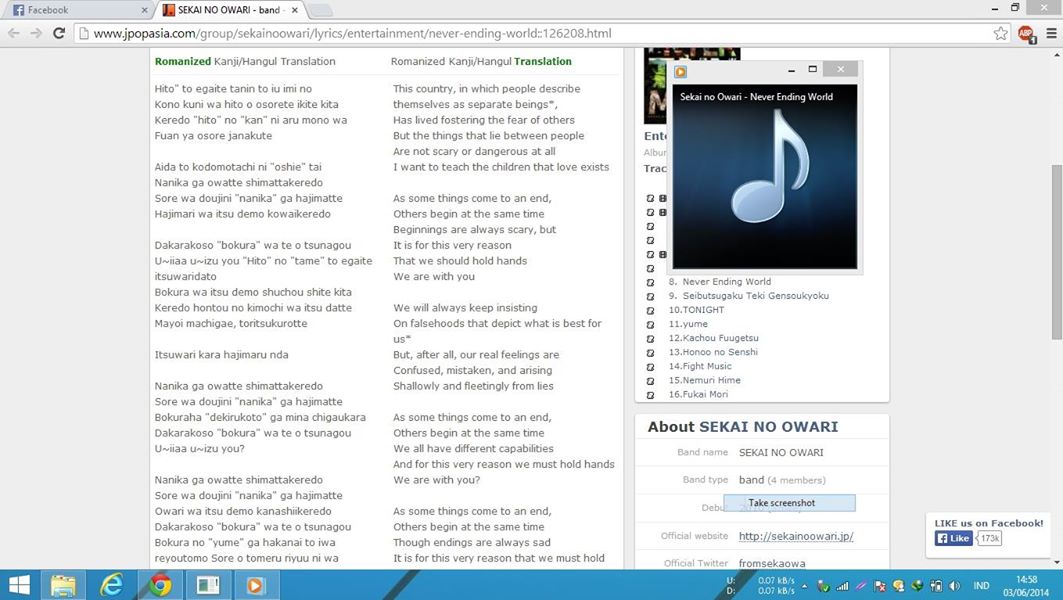 Facebook
SEKAI NO OWARI - band -
www.jpopasia.com/group/sekainoowari/lyrics/entertainment/never-ending-world::126208.html
Romanized Kanji/Hangul Translation
Hito" to egaite tanin to iu imi no
Kono kuni wa hito o osorete ikite kita
Keredo "hito" no "kan" ni aru mono wa
Fuan ya osore janakute
Aida to kodomotachi ni "oshie" tai
Nanika ga owatte shimattakeredo
Sore wa doujini "nanika" ga hajimatte
Hajimari wa itsu demo kowaikeredo
Dakarakoso "bokura" wa te o tsunagou
U~iiaa u~izu you "Hito" no "tame" to egaite
itsuwaridato
Bokura wa itsu demo shuchou shite kita
Keredo hontou no kimochi wa itsu datte
Mayoi machigae, toritsukurotte
Itsuwari kara hajimaru nda
Nanika ga owatte shimattakeredo
Sore wa doujini "nanika" ga hajimatte
Bokuraha "dekirukoto" ga mina chigaukara
Dakarakoso "bokura" wa te o tsunagou
U~iiaa u~izu you?
Nanika ga owatte shimattakeredo
Sore wa doujini "nanika" ga hajimatte
Owari wa itsu demo kanashiikeredo
Dakarakoso "bokura" wa te o tsunagou
Bokura no "yume" ga hakanai to iwa
reyoutomo Sore o tomeru riyuu ni wa
Romanized Kanji/Hangul Translation
This country, in which people describe
themselves as separate beings*,
Has lived fostering the fear of others
But the things that lie between people
Are not scary or dangerous at all
I want to teach the children that love exists
As some things come to an end,
Others begin at the same time
Beginnings are always scary, but
It is for this very reason
That we should hold hands
We are with you
We will always keep insisting
On falsehoods that depict what is best for
us*
But, after all, our real feelings are
Confused, mistaken, and arising
Shallowly and fleetingly from lies
As some things come to an end,
Others begin at the same time
We all have different capabilities
And for this very reason we must hold hands
We are with you?
As some things come to an end,
Others begin at the same time
Though endings are always sad
It is for this very reason that we must hold
Sekai no Owari - Never Ending World
Ente
Albu
Trac
8. Never Ending World
9. Seibutsugaku Teki Gensoukyoku
10.TONIGHT
11.yume
12.Kachou Fuugetsu
13.Honoo no Senshi
14.Fight Music
15.Nemuri Hime
16.Fukai Mori
About SEKAI NO OWARI
Band name SEKAI NO OWARI
Band type band (4 members)
Debu
Take screenshot
Official website http://sekainoowari.jp/
Official Twitter fromsekaowa
LIKE us on Facebook!
Like 173k
U: 0.07 kB/s
D: 0.07 kB/s
IND
14:58
03/06/2014